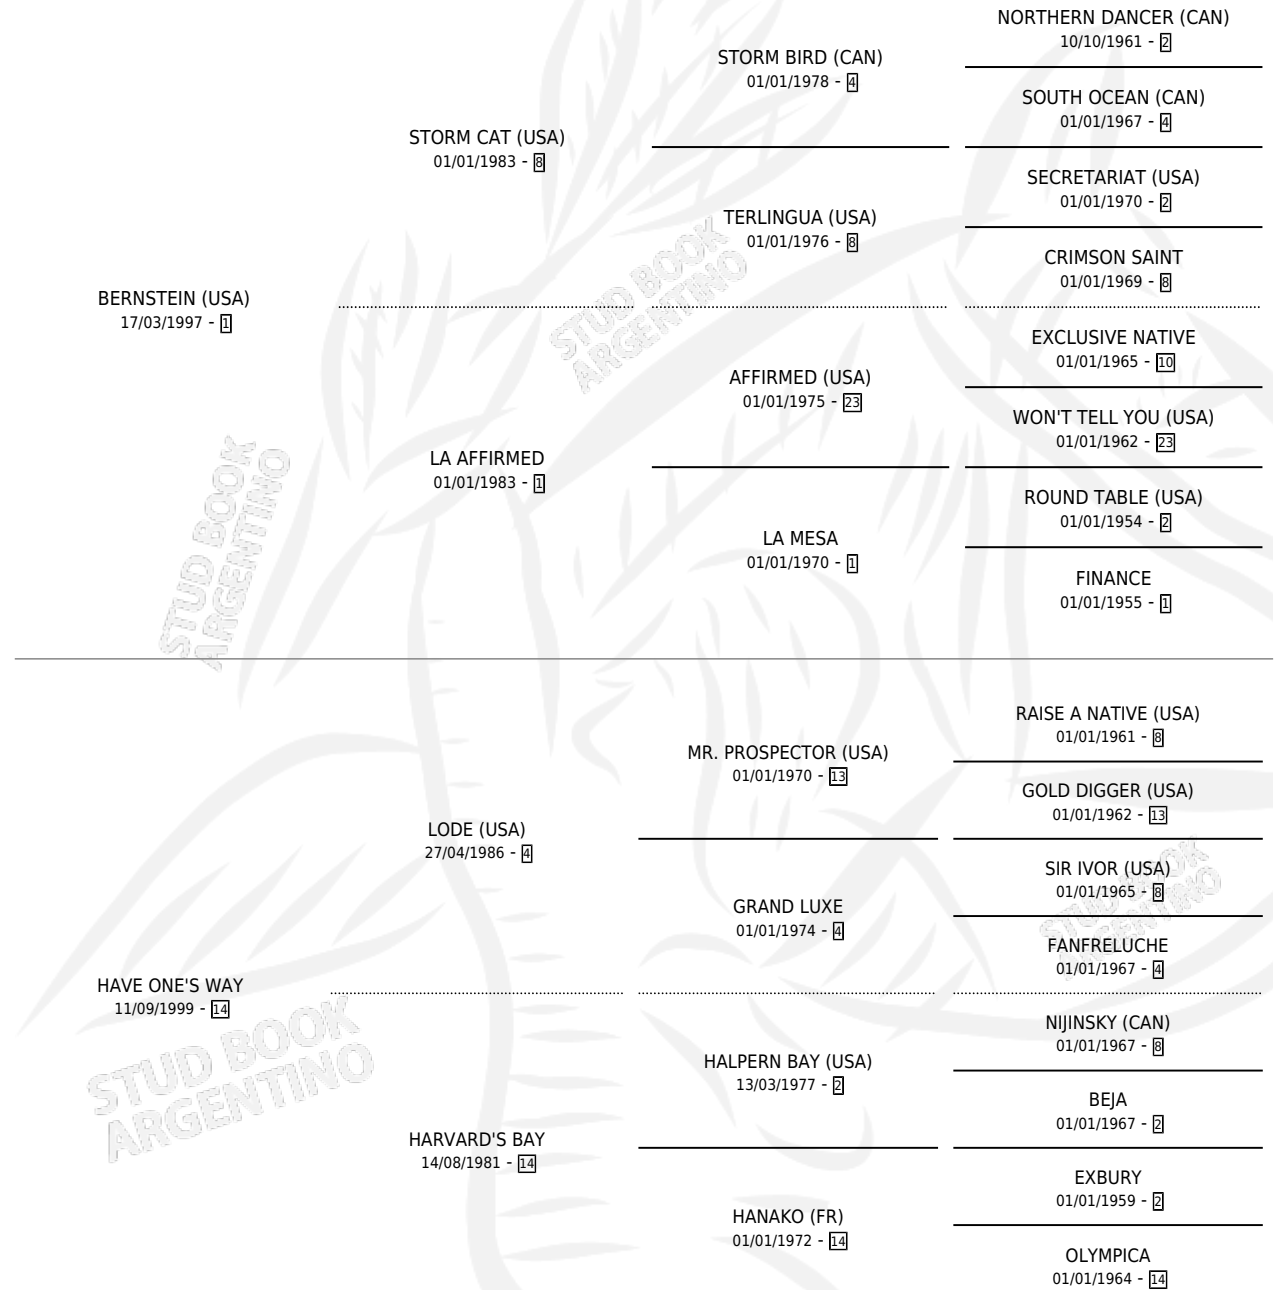 NORTHERN DANCER (CAN)
10/10/1961 - 2
STORM BIRD (CAN)
01/01/1978 - 4
SOUTH OCEAN (CAN)
01/01/1967 - 4
STORM CAT (USA)
01/01/1983 - 8
SECRETARIAT (USA)
01/01/1970 - 2
TERLINGUA (USA)
01/01/1976 - 8
CRIMSON SAINT
01/01/1969 - 8
BERNSTEIN (USA)
17/03/1997 - 1
EXCLUSIVE NATIVE
01/01/1965 - 10
AFFIRMED (USA)
01/01/1975 - 23
WON'T TELL YOU (USA)
01/01/1962 - 23
LA AFFIRMED
01/01/1983 - 1
ROUND TABLE (USA)
01/01/1954 - 2
LA MESA
01/01/1970 - 1
FINANCE
01/01/1955 - 1
RAISE A NATIVE (USA)
01/01/1961 - 8
MR. PROSPECTOR (USA)
01/01/1970 - 13
GOLD DIGGER (USA)
01/01/1962 - 13
LODE (USA)
27/04/1986 - 4
SIR IVOR (USA)
01/01/1965 - 8
GRAND LUXE
01/01/1974 - 4
FANFRELUCHE
01/01/1967 - 4
HAVE ONE'S WAY
11/09/1999 - 14
NIJINSKY (CAN)
01/01/1967 - 8
HALPERN BAY (USA)
13/03/1977 - 2
BEJA
01/01/1967 - 2
HARVARD'S BAY
14/08/1981 - 14
EXBURY
01/01/1959 - 2
HANAKO (FR)
01/01/1972 - 14
OLYMPICA
01/01/1964 - 14
STUD BOOK
ARGENTINO
STUD BOOK
ARGENTINO
STUD BOOK
ARGENTINO
STUD BOOK
ARGENTINO